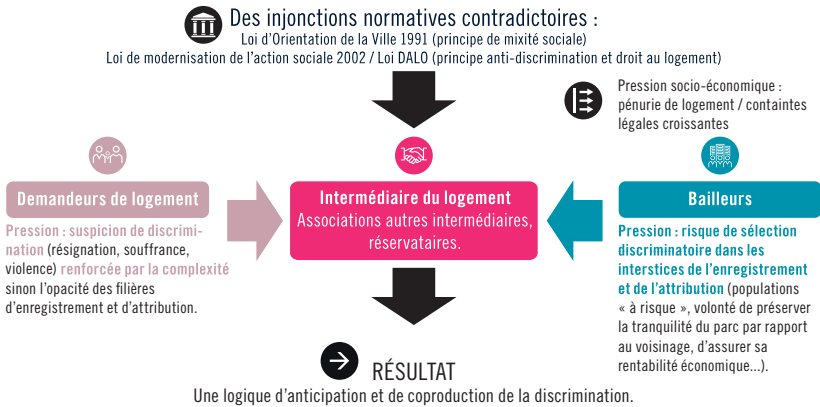 Des injonctions normatives contradictoires :
Loi d'Orientation de la Ville 1991 (principe de mixité sociale)
Loi de modernisation de l'action sociale 2002 / Loi DALO (principe anti-discrimination et droit au logement)
Pression socio-économique :
pénurie de logement / containtes
légales croissantes
Demandeurs de logement
Pression : suspicion de discrimi-
nation (résignation, souffrance,
violence) renforcée par la complexité
sinon l'opacité des filières
d'enregistrement et d'attribution.
Intermédiaire du logement
Associations autres intermédiaires,
réservataires.
Bailleurs
Pression : risque de sélection
discriminatoire dans les
interstices de l'enregistrement
et de l'attribution (populations
« à risque », volonté de préserver
la tranquilité du parc par rapport
au voisinage, d'assurer sa
rentabilité économique...).
RÉSULTAT
Une logique d'anticipation et de coproduction de la discrimination.